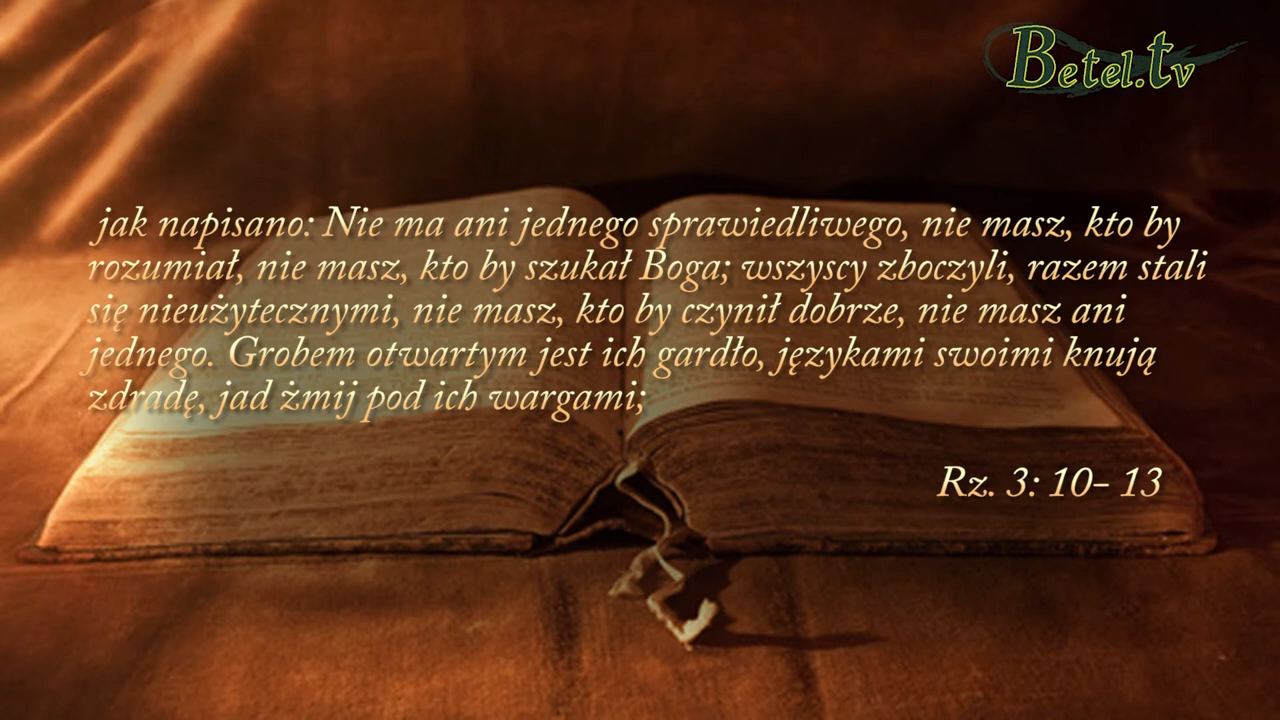 Betel.tv
jak napisano: Nie ma ani jednego sprawiedliwego, nie masz, kto by
rozumiał, nie masz, kto by szukał Boga; wszyscy zboczyli, razem stali
się nieużytecznymi, nie masz, kto by czynił dobrze, nie masz ani
jednego. Grobem otwartym jest ich gardło, językami swoimi knują
zdradę, jad żmij pod ich wargami;
Rz. 3: 10- 13